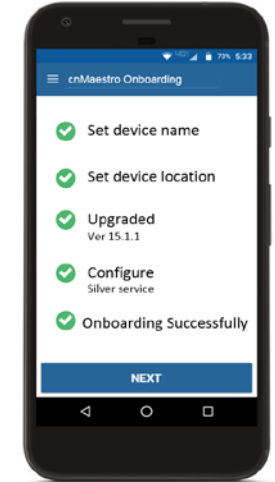 73% 5:33
cnMaestro Onboarding
Set device name
Set device location
Upgraded
Ver 15.1.1
Configure
Silver service
Onboarding Successfully
NEXT